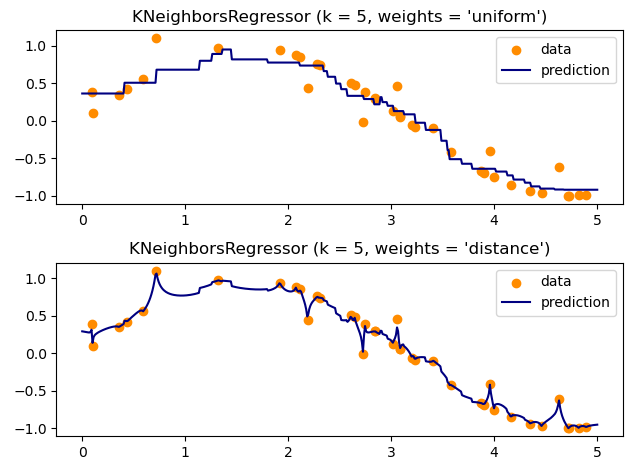 KNeighborsRegressor (k = 5, weights = 'uniform')
1.0
0.5
0.0
−0.5
−1.0
data
prediction
0 1 2 3 4 5
KNeighborsRegressor (k = 5, weights = 'distance')
1.0
0.5
0.0
−0.5
−1.0
data
prediction
0 1 2 3 4 5